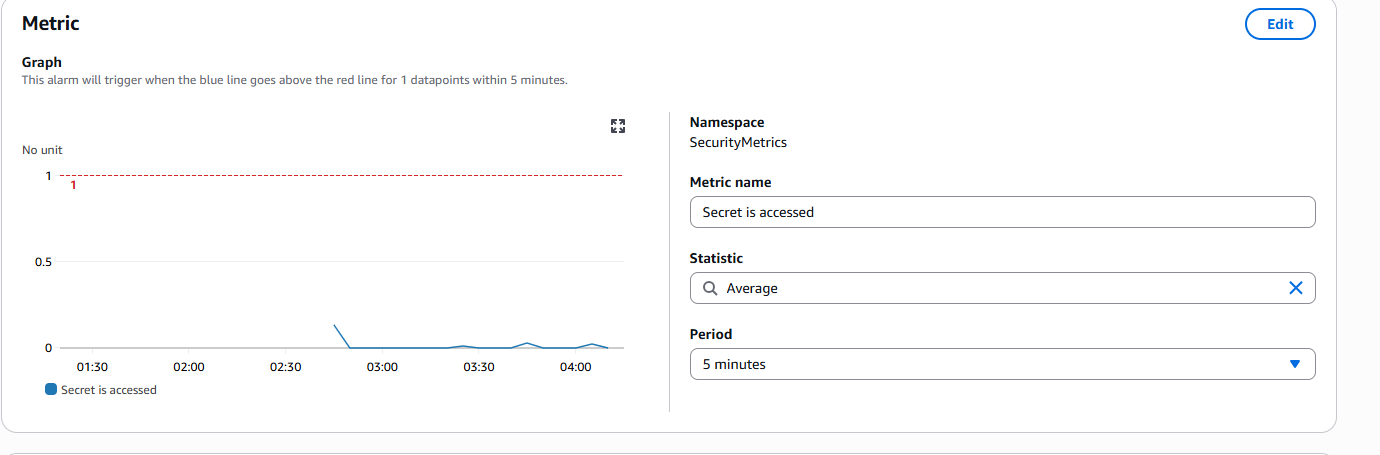 Metric
Edit
Graph
This alarm will trigger when the blue line goes above the red line for 1 datapoints within 5 minutes.
No unit
1
1
0.5
0
01:30 02:00 02:30 03:00 03:30 04:00
Secret is accessed
Namespace
SecurityMetrics
Metric name
Secret is accessed
Statistic
Average
Period
5 minutes